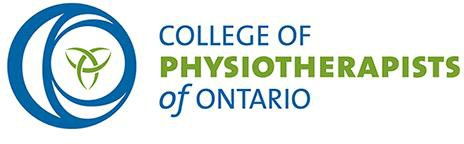 COLLEGE OF
PHYSIOTHERAPISTS
of ONTARIO